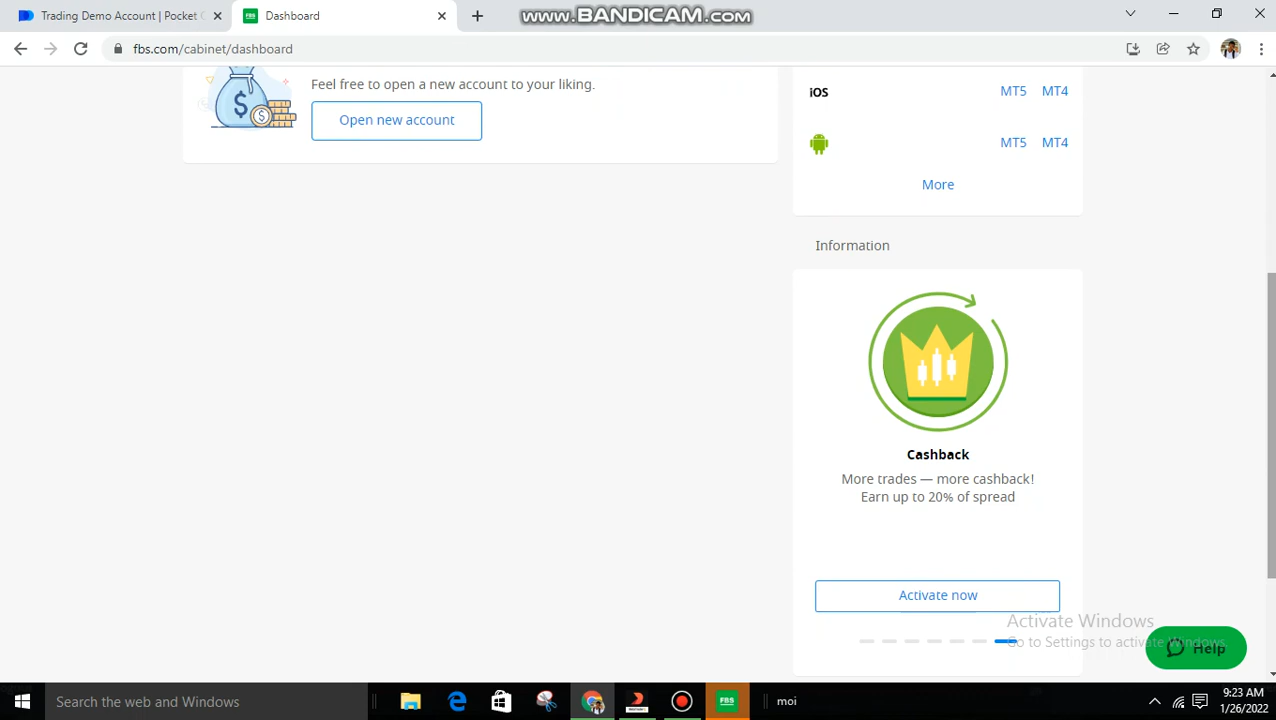 Trading Demo Account | Pocket O
Dashboard
www.BANDICAM.com
fbs.com/cabinet/dashboard
Feel free to open a new account to your liking.
Open new account
iOS MT5 MT4
MT5 MT4
More
Information
Cashback
More trades — more cashback!
Earn up to 20% of spread
Activate now
Activate Windows
Go to Settings to activate Windows.
Help
Search the web and Windows
FBS
moi
9:23 AM
1/26/2022